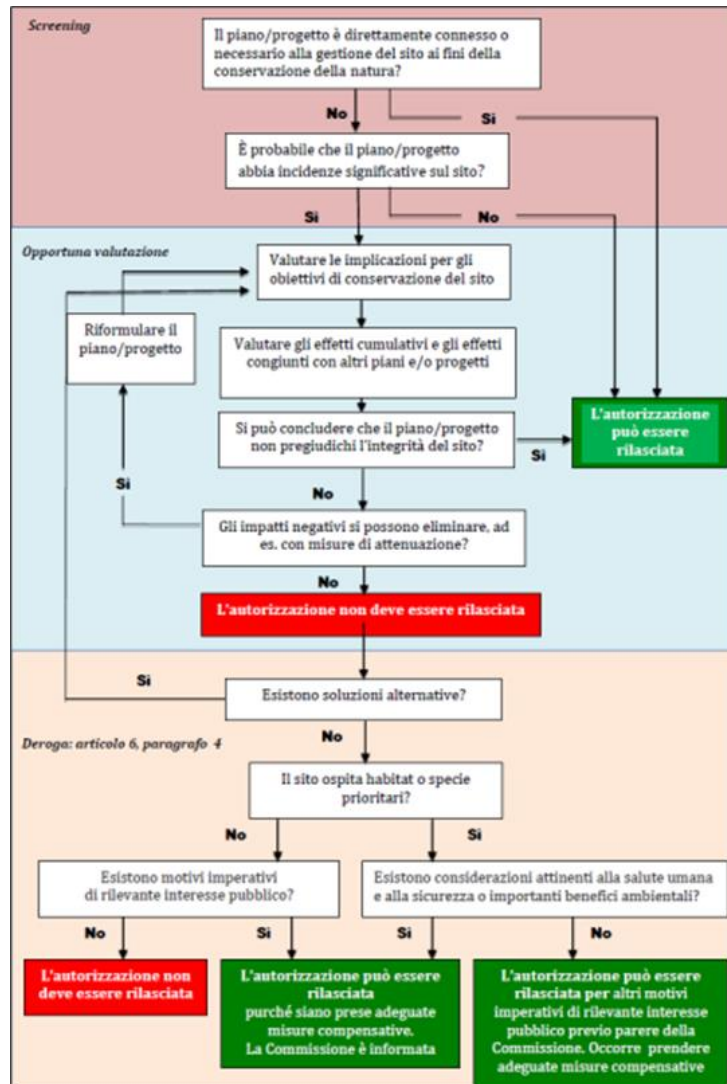 Screening
Il piano/progetto è direttamente connesso o
necessario alla gestione del sito ai fini della
conservazione della natura?
No
Sì
È probabile che il piano/progetto
abbia incidenze significative sul sito?
Sì
No
Opportuna valutazione
Valutare le implicazioni per gli
obiettivi di conservazione del sito
Riformulare il
piano/progetto
Valutare gli effetti cumulativi e gli effetti
congiunti con altri piani e/o progetti
L'autorizzazione
può essere
rilasciata
Si può concludere che il piano/progetto
non pregiudichi l'integrità del sito?
Sì
Sì
No
Gli impatti negativi si possono eliminare, ad
es. con misure di attenuazione?
No
L'autorizzazione non deve essere rilasciata
Sì
Esistono soluzioni alternative?
No
Deroga: articolo 6, paragrafo 4
Il sito ospita habitat o specie
prioritari?
No
Sì
Esistono motivi imperativi
di rilevante interesse pubblico?
Esistono considerazioni attinenti alla salute umana
e alla sicurezza o importanti benefici ambientali?
No
Sì
Sì
No
L'autorizzazione non
deve essere rilasciata
L'autorizzazione può essere
rilasciata
purché siano prese adeguate
misure compensative.
La Commissione è informata
L'autorizzazione può essere
rilasciata per altri motivi
imperativi di rilevante interesse
pubblico previo parere della
Commissione. Occorre prendere
adeguate misure compensative